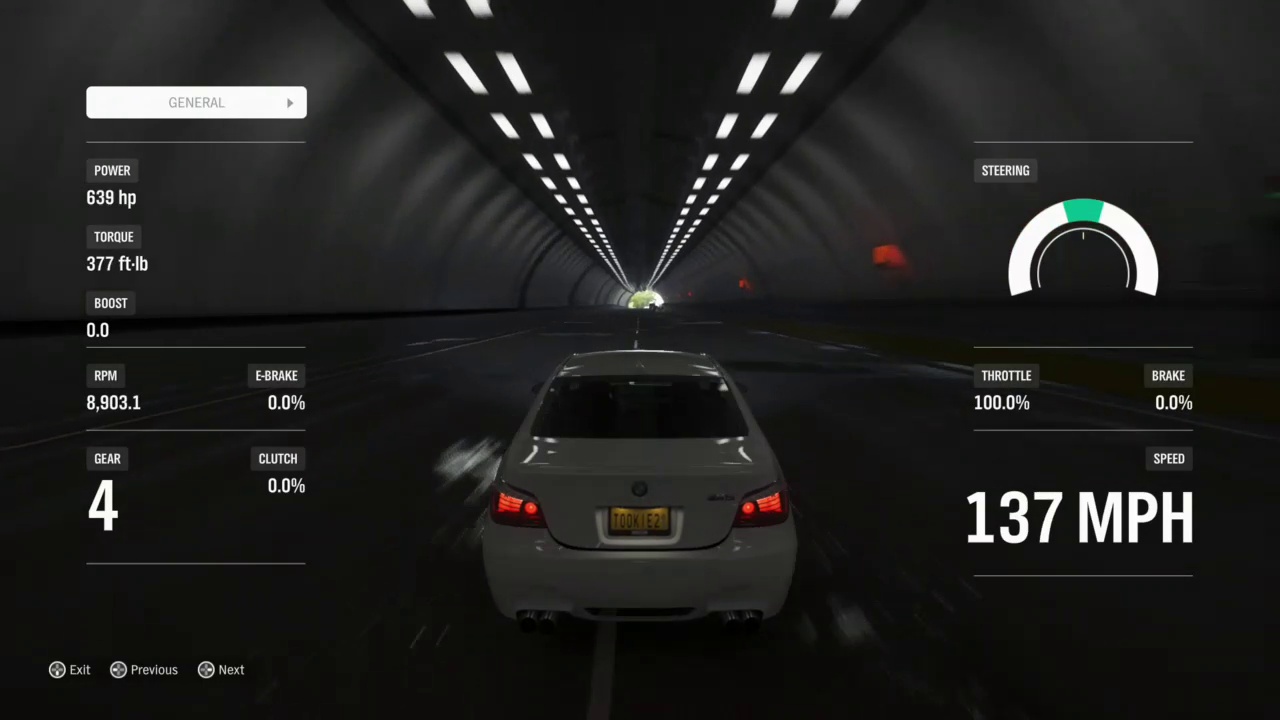 GENERAL
POWER
639 hp
TORQUE
377 ft·lb
BOOST
0.0
RPM
E-BRAKE
8,903.1
0.0%
GEAR
CLUTCH
4
0.0%
STEERING
THROTTLE
BRAKE
100.0%
0.0%
SPEED
137 MPH
TOOKIE2
Exit
Previous
Next